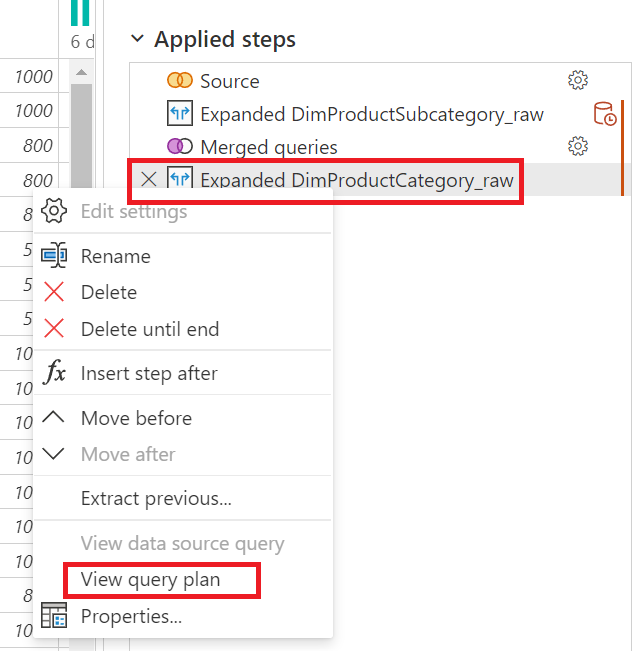 6 d
Applied steps
1000
Source
1000
Expanded DimProductSubcategory_raw
800
Merged queries
800
Expanded DimProductCategory_raw
8
Edit settings
5
Rename
5
Delete
5
Delete until end
10
fx Insert step after
10
10
Move before
10
Move after
10
Extract previous...
10
10
View data source query
8
View query plan
10
Properties...